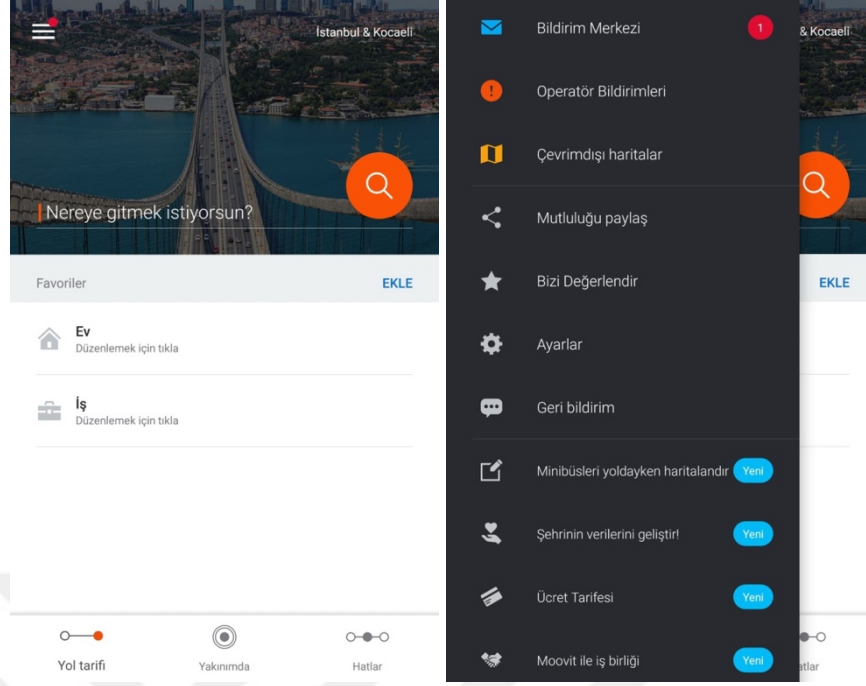 İstanbul & Kocaeli
Nereye gitmek istiyorsun?
Favoriler
EKLE
Ev
Düzenlemek için tıkla
İş
Düzenlemek için tıkla
Yol tarifi
Yakınımda
Hatlar
Bildirim Merkezi
1
& Kocaeli
Operatör Bildirimleri
Çevrimdışı haritalar
Mutluluğu paylaş
Bizi Değerlendir
EKLE
Ayarlar
Geri bildirim
Minibüsleri yoldayken haritalandır
Yeni
Şehrinin verilerini geliştir!
Yeni
Ücret Tarifesi
Yeni
Moovit ile iş birliği
Yeni
atlar